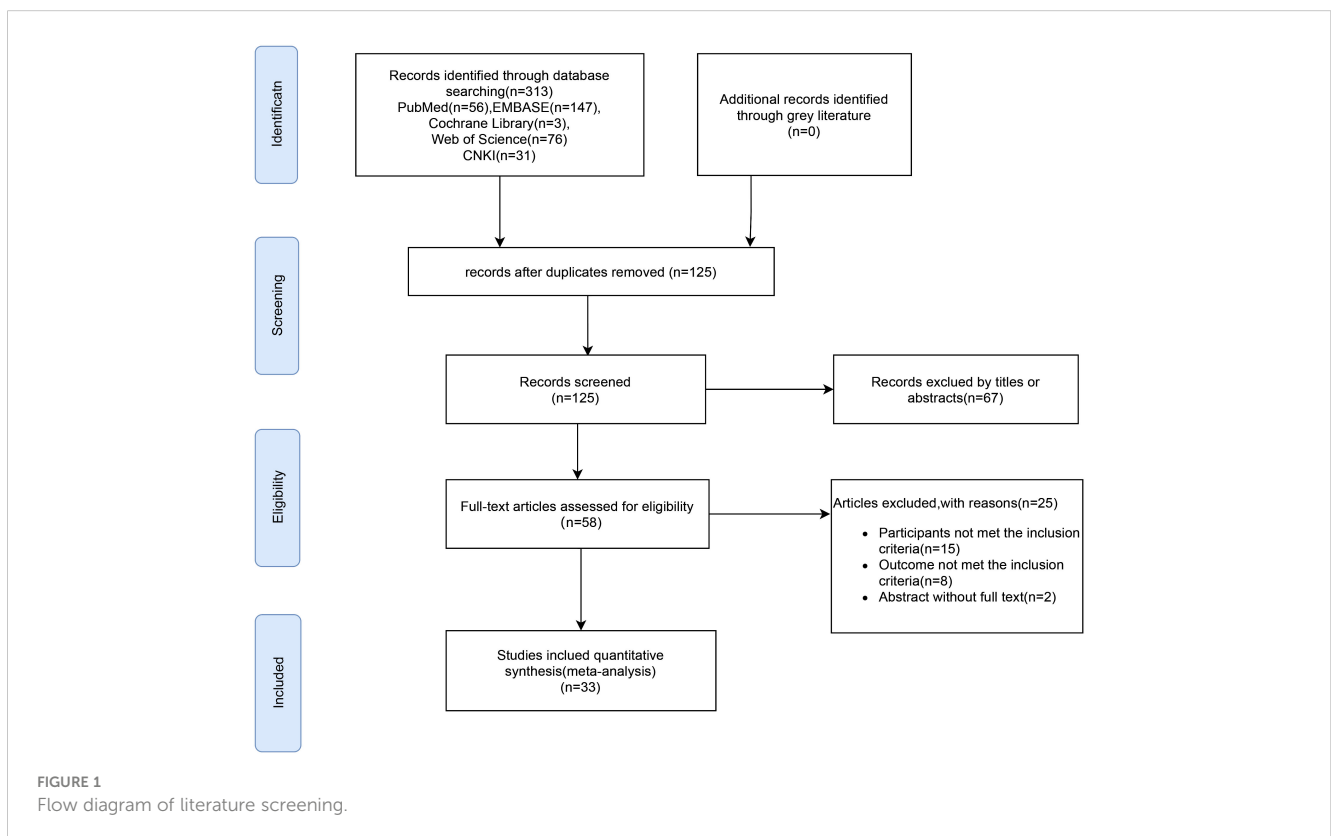 Identificatn
Records identified through database
searching(n=313)
PubMed(n=56),EMBASE(n=147),
Cochrane Library(n=3),
Web of Science(n=76)
CNKI(n=31)
Additional records identified
through grey literature
(n=0)
Screening
records after duplicates removed (n=125)
Records screened
(n=125)
Records exclued by titles or
abstracts(n=67)
Eligibility
Full-text articles assessed for eligibility
(n=58)
Articles excluded,with reasons(n=25)
• Participants not met the inclusion
criteria(n=15)
• Outcome not met the inclusion
criteria(n=8)
• Abstract without full text(n=2)
Included
Studies inclued quantitative
synthesis(meta-analysis)
(n=33)
FIGURE 1
Flow diagram of literature screening.